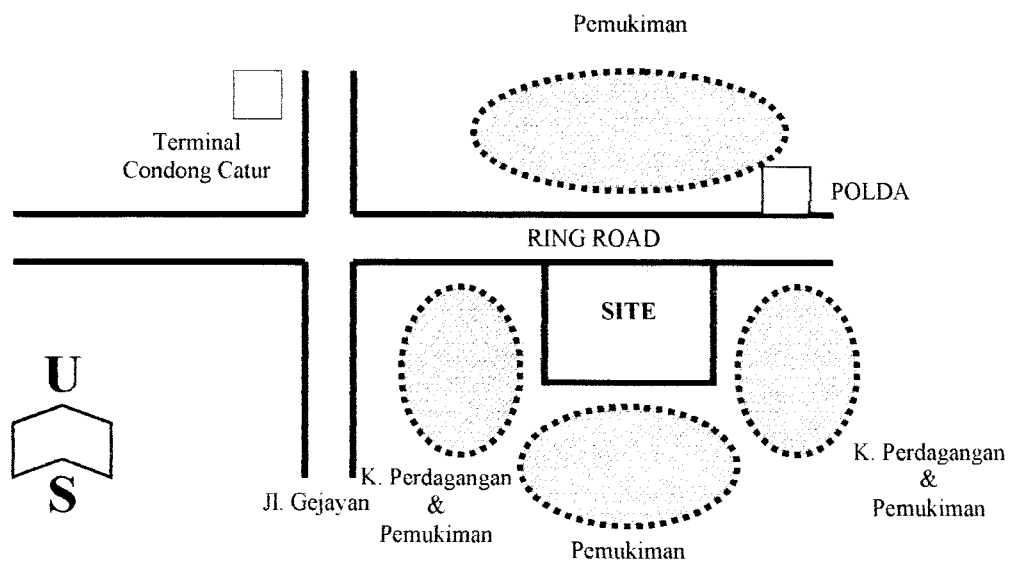 Pemukiman
Terminal
Condong Catur
POLDA
RING ROAD
SITE
U
S
Jl. Gejayan
K. Perdagangan
&
Pemukiman
Pemukiman
K. Perdagangan
&
Pemukiman